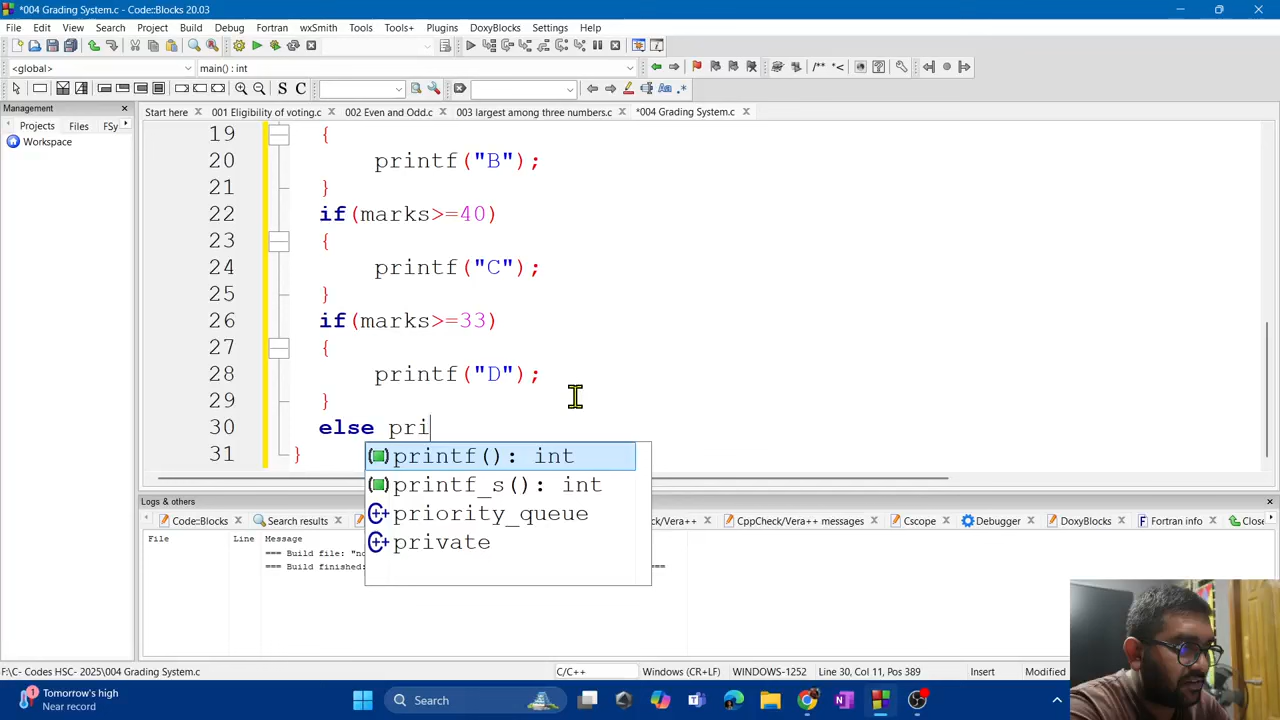 *004 Grading System.c - Code::Blocks 20.03
File Edit View Search Project Build Debug Fortran wxSmith Tools Tools+ Plugins DoxyBlocks Settings Help
<global> main() : int
/** *<
S C
Management
Projects Files FSy
Workspace
Start here 001 Eligibility of voting.c 002 Even and Odd.c 003 largest among three numbers.c *004 Grading System.c
19 {
20 printf("B");
21 }
22 if(marks>=40)
23 {
24 printf("C");
25 }
26 if(marks>=33)
27 {
28 printf("D");
29 }
30 else pri
31 }
printf(): int
printf_s(): int
priority_queue
private
Logs & others
Code::Blocks Search results ck/Vera++ CppCheck/Vera++ messages Cscope Debugger DoxyBlocks Fortran info Close
File Line Message
=== Build file: "no
=== Build finished: ===
F:\C- Codes HSC- 2025\004 Grading System.c C/C++ Windows (CR+LF) WINDOWS-1252 Line 30, Col 11, Pos 389 Insert Modified
Tomorrow's high
Near record
Search